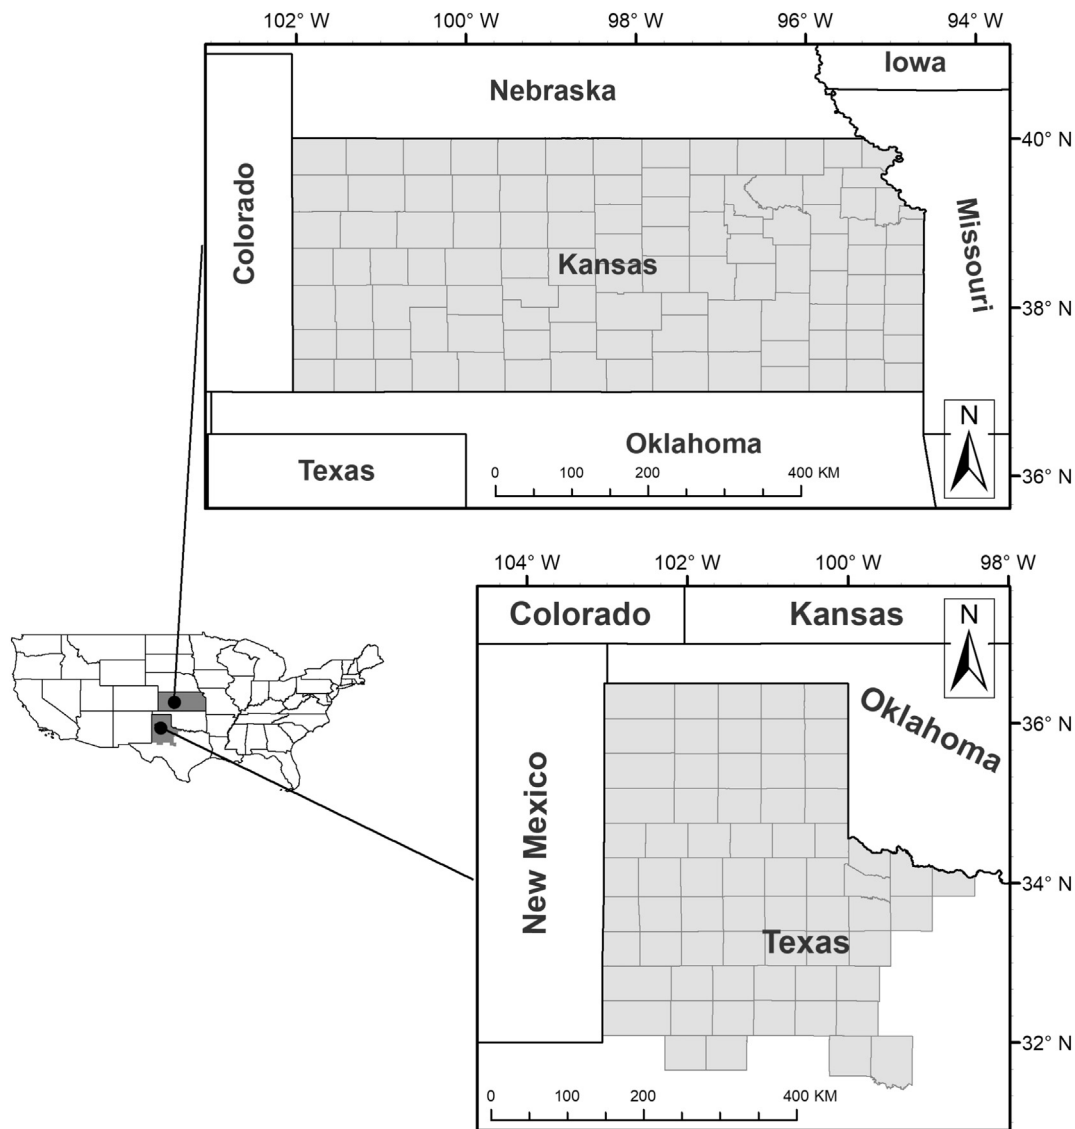 102° W 100° W 98° W 96° W 94° W
Iowa
Nebraska
40° N
Colorado
Missouri
Kansas
38° N
N
Oklahoma
Texas
0 100 200 400 KM
36° N
104° W 102° W 100° W 98° W
Colorado Kansas
N
Oklahoma
36° N
New Mexico
34° N
Texas
32° N
0 100 200 400 KM